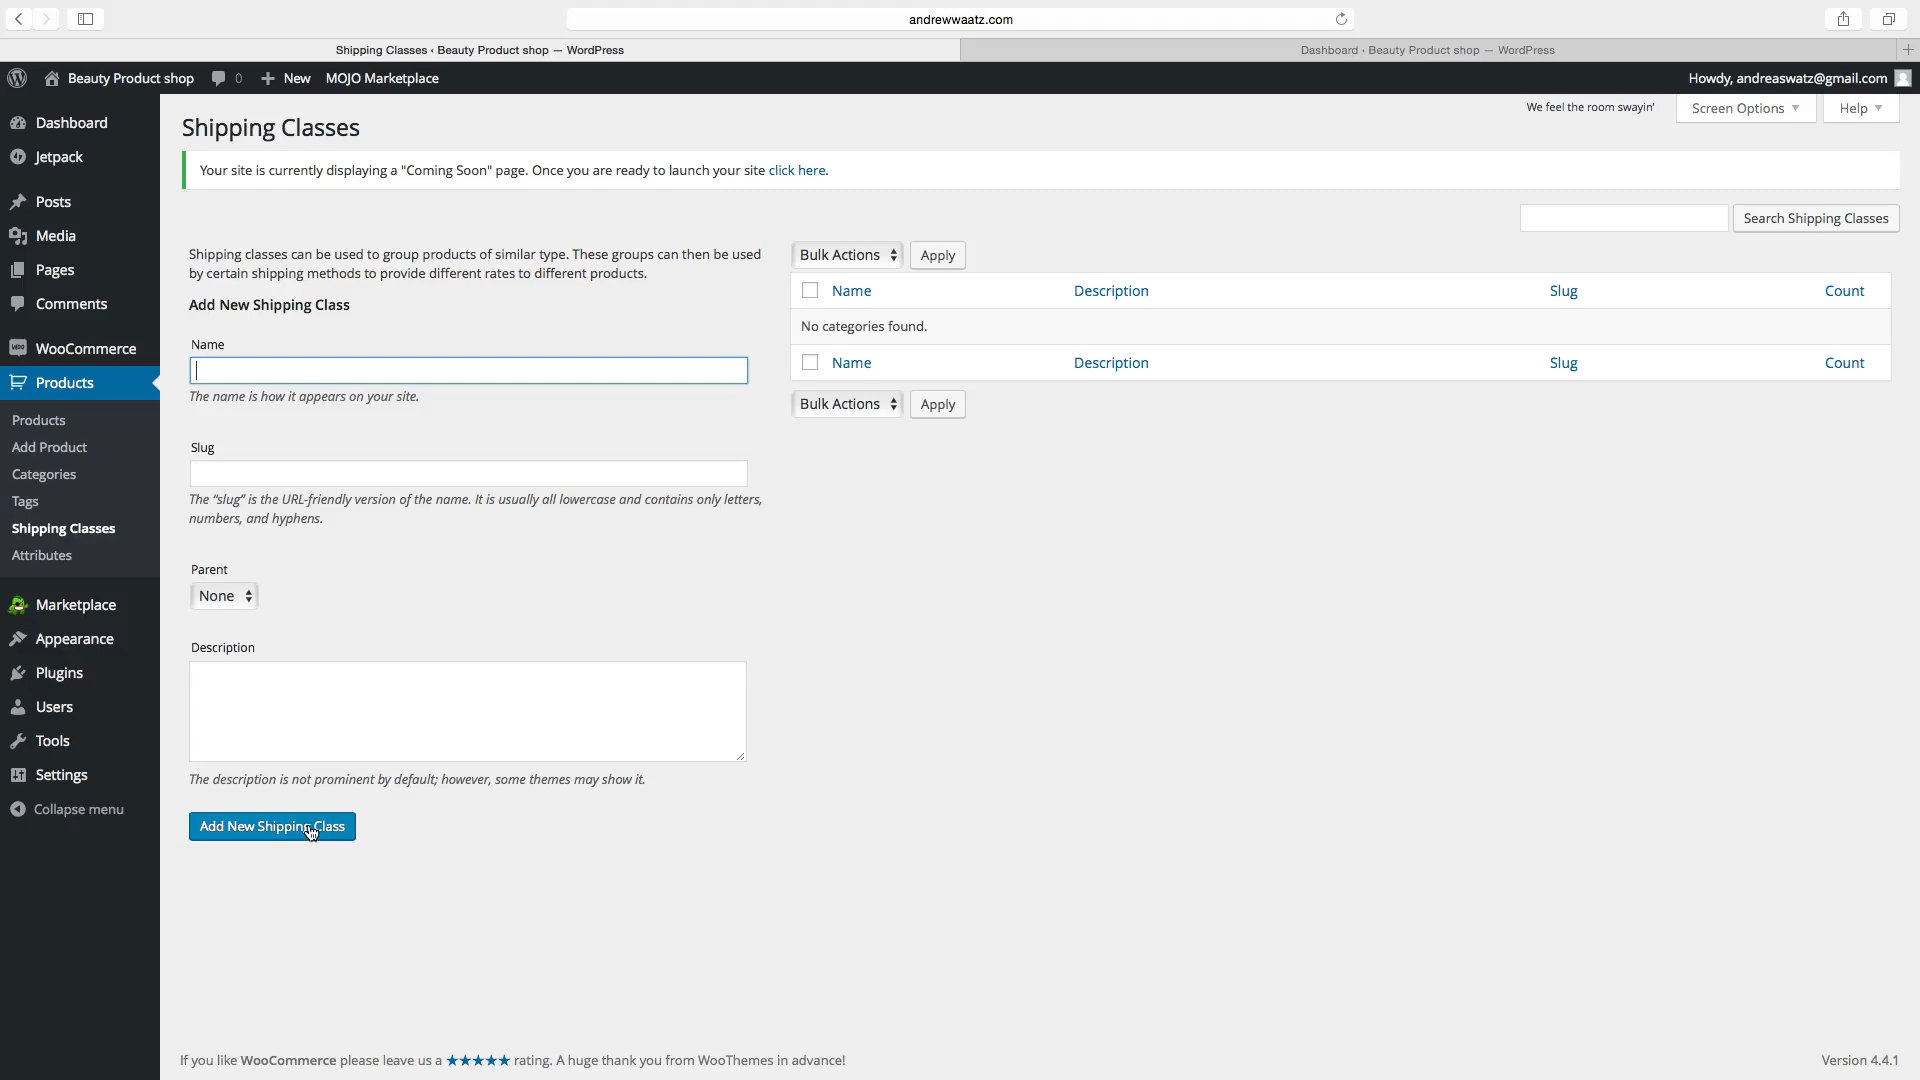 andrewwaatz.com
Shipping Classes ‹ Beauty Product shop — WordPress
Dashboard ‹ Beauty Product shop — WordPress
Beauty Product shop 0 New MOJO Marketplace
Howdy, andreaswatz@gmail.com
Dashboard
Jetpack
Posts
Media
Pages
Comments
WooCommerce
Products
Products
Add Product
Categories
Tags
Shipping Classes
Attributes
Marketplace
Appearance
Plugins
Users
Tools
Settings
Collapse menu
We feel the room swayin'
Screen Options
Help
Shipping Classes
Your site is currently displaying a "Coming Soon" page. Once you are ready to launch your site click here.
Search Shipping Classes
Shipping classes can be used to group products of similar type. These groups can then be used
by certain shipping methods to provide different rates to different products.
Add New Shipping Class
Name
The name is how it appears on your site.
Slug
The “slug” is the URL-friendly version of the name. It is usually all lowercase and contains only letters,
numbers, and hyphens.
Parent
None
Description
The description is not prominent by default; however, some themes may show it.
Add New Shipping Class
Bulk Actions Apply
Name Description Slug Count
No categories found.
Name Description Slug Count
Bulk Actions Apply
If you like WooCommerce please leave us a ★★★★★ rating. A huge thank you from WooThemes in advance!
Version 4.4.1